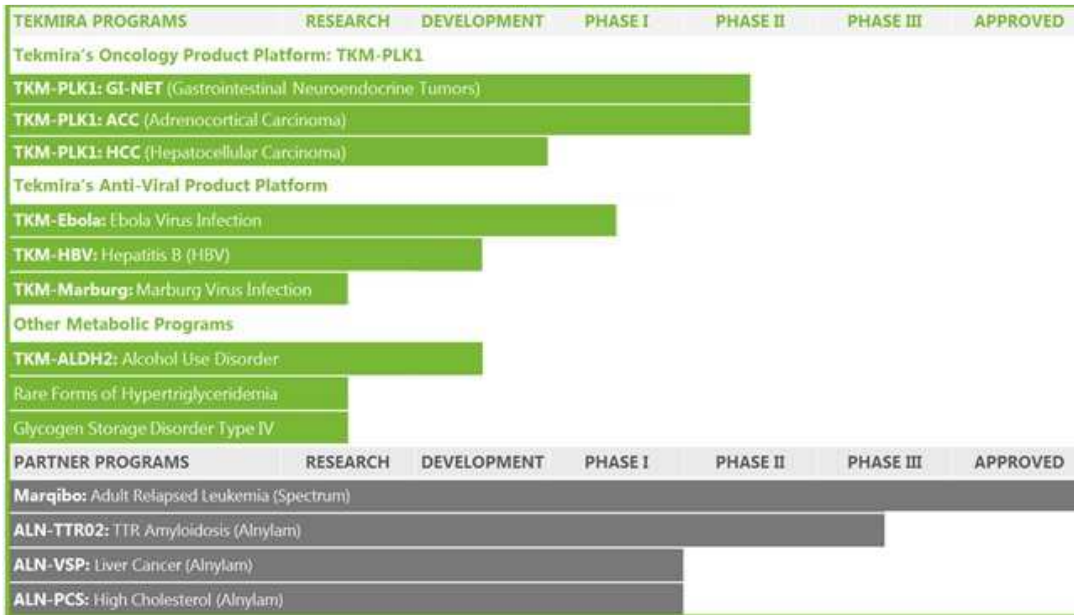 TEKMIRA PROGRAMS RESEARCH DEVELOPMENT PHASE I PHASE II PHASE III APPROVED
Tekmira's Oncology Product Platform: TKM-PLK1
TKM-PLK1: GI-NET (Gastrointestinal Neuroendocrine Tumors)
TKM-PLK1: ACC (Adrenocortical Carcinoma)
TKM-PLK1: HCC (Hepatocellular Carcinoma)
Tekmira's Anti-Viral Product Platform
TKM-Ebola: Ebola Virus Infection
TKM-HBV: Hepatitis B (HBV)
TKM-Marburg: Marburg Virus Infection
Other Metabolic Programs
TKM-ALDH2: Alcohol Use Disorder
Rare Forms of Hypertriglyceridemia
Glycogen Storage Disorder Type IV
PARTNER PROGRAMS RESEARCH DEVELOPMENT PHASE I PHASE II PHASE III APPROVED
Marqibo: Adult Relapsed Leukemia (Spectrum)
ALN-TTR02: TTR Amyloidosis (Alnylam)
ALN-VSP: Liver Cancer (Alnylam)
ALN-PCS: High Cholesterol (Alnylam)